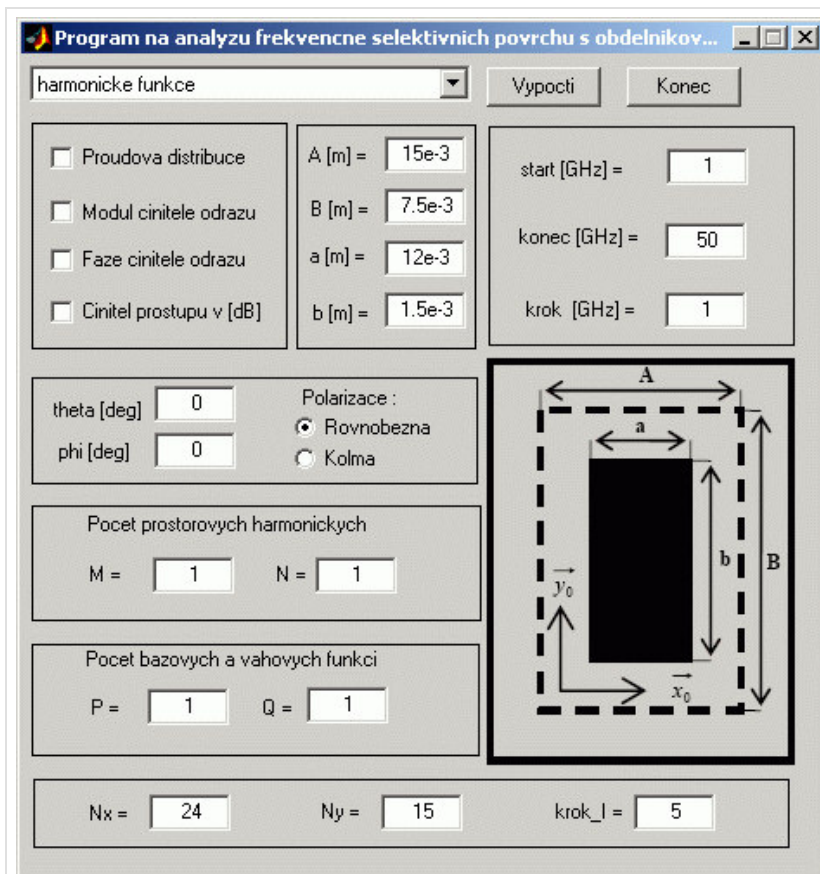 Program na analyzu frekvencne selektivnich povrchu s obdelnikov...
harmonicke funkce
Vypocti
Konec
Proudova distribuce
Modul cinitele odrazu
Faze cinitele odrazu
Cinitel prostupu v [dB]
A [m] = 15e-3
B [m] = 7.5e-3
a [m] = 12e-3
b [m] = 1.5e-3
start [GHz] = 1
konec [GHz] = 50
krok [GHz] = 1
theta [deg] 0
phi [deg] 0
Polarizace :
Rovnobezna
Kolma
A
a
b
B
y0
x0
Pocet prostorovych harmonickych
M = 1 N = 1
Pocet bazovych a vahovych funkci
P = 1 Q = 1
Nx = 24 Ny = 15 krok_I = 5